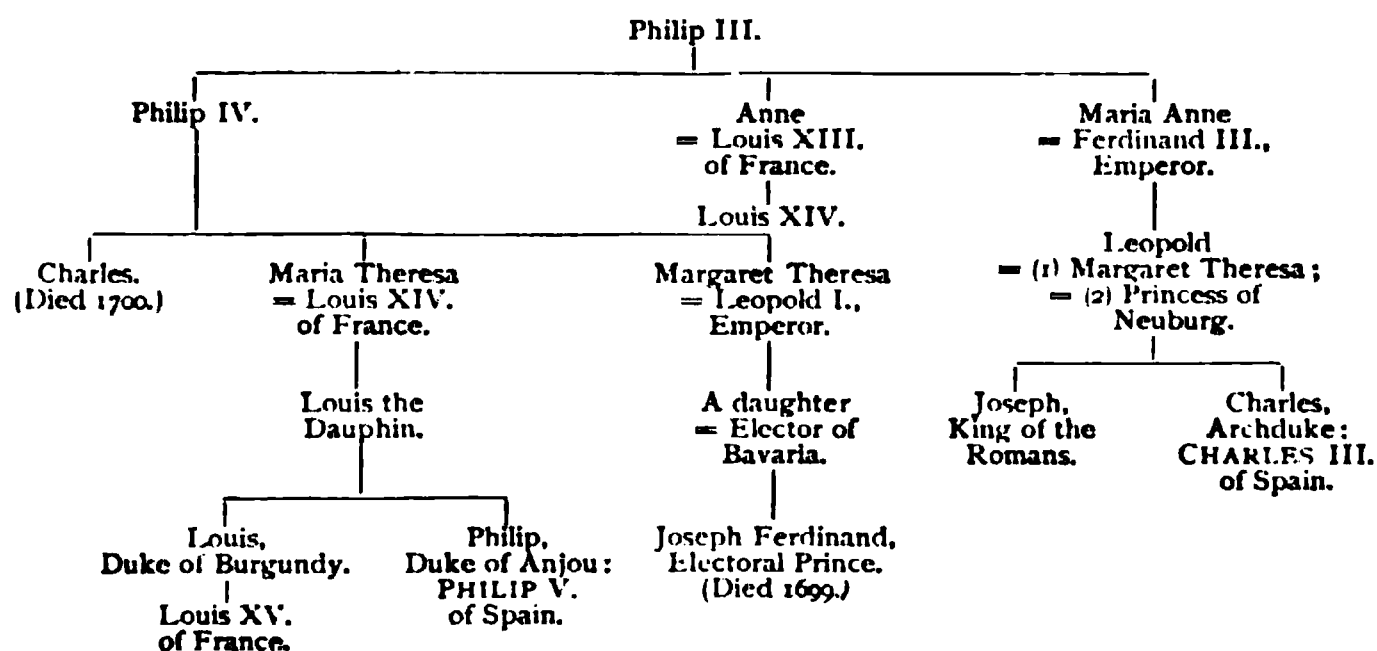 Philip III.
Philip IV.
Anne
= Louis XIII.
of France.
Maria Anne
= Ferdinand III.,
Emperor.
Louis XIV.
Charles.
(Died 1700.)
Maria Theresa
= Louis XIV.
of France.
Margaret Theresa
= Leopold I.,
Emperor.
Leopold
= (1) Margaret Theresa;
= (2) Princess of
Neuburg.
Louis the
Dauphin.
A daughter
= Elector of
Bavaria.
Joseph,
King of the
Romans.
Charles,
Archduke:
CHARLES III.
of Spain.
Louis,
Duke of Burgundy.
Philip,
Duke of Anjou:
PHILIP V.
of Spain.
Joseph Ferdinand,
Electoral Prince.
(Died 1699.)
Louis XV.
of France.